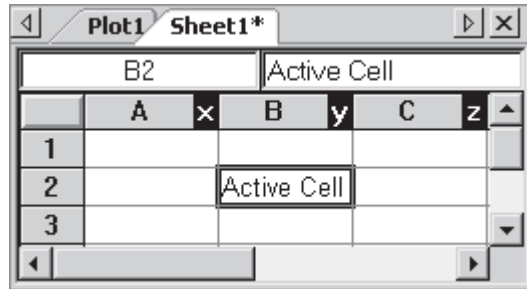 Plot1 Sheet1*
B2 Active Cell
A x B y C z
1
2 Active Cell
3